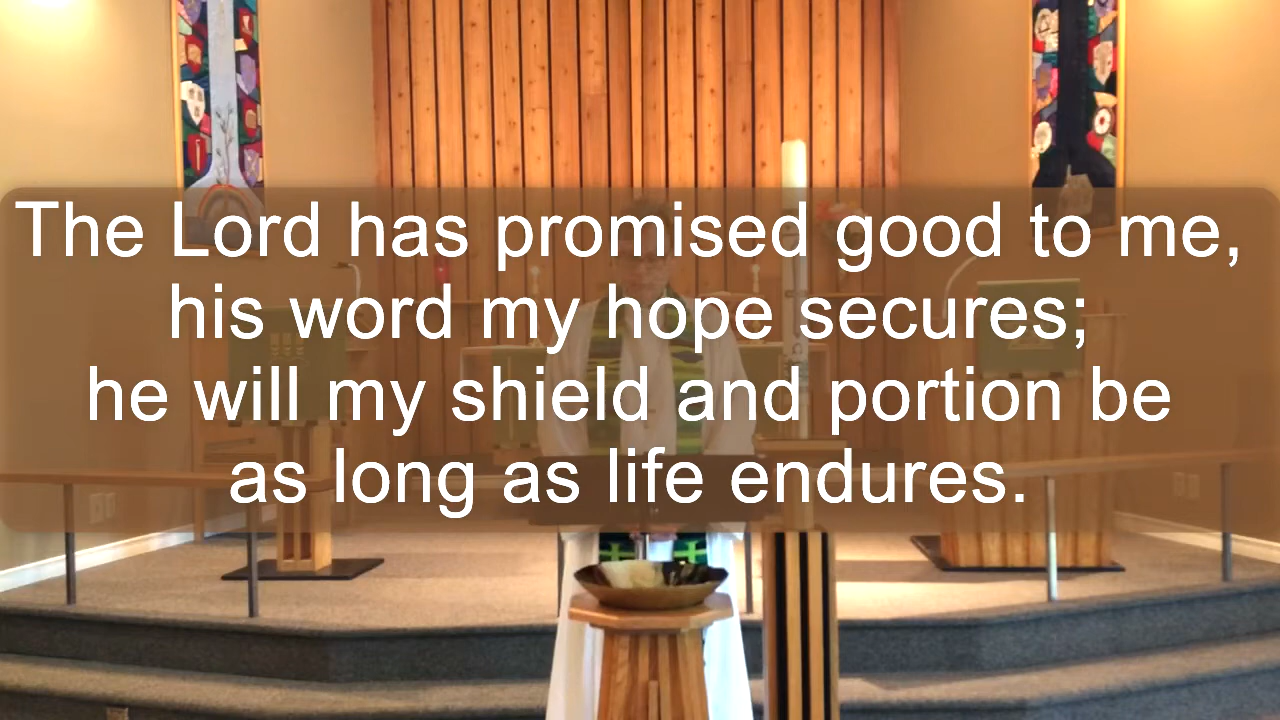 The Lord has promised good to me,
his word my hope secures;
he will my shield and portion be
as long as life endures.